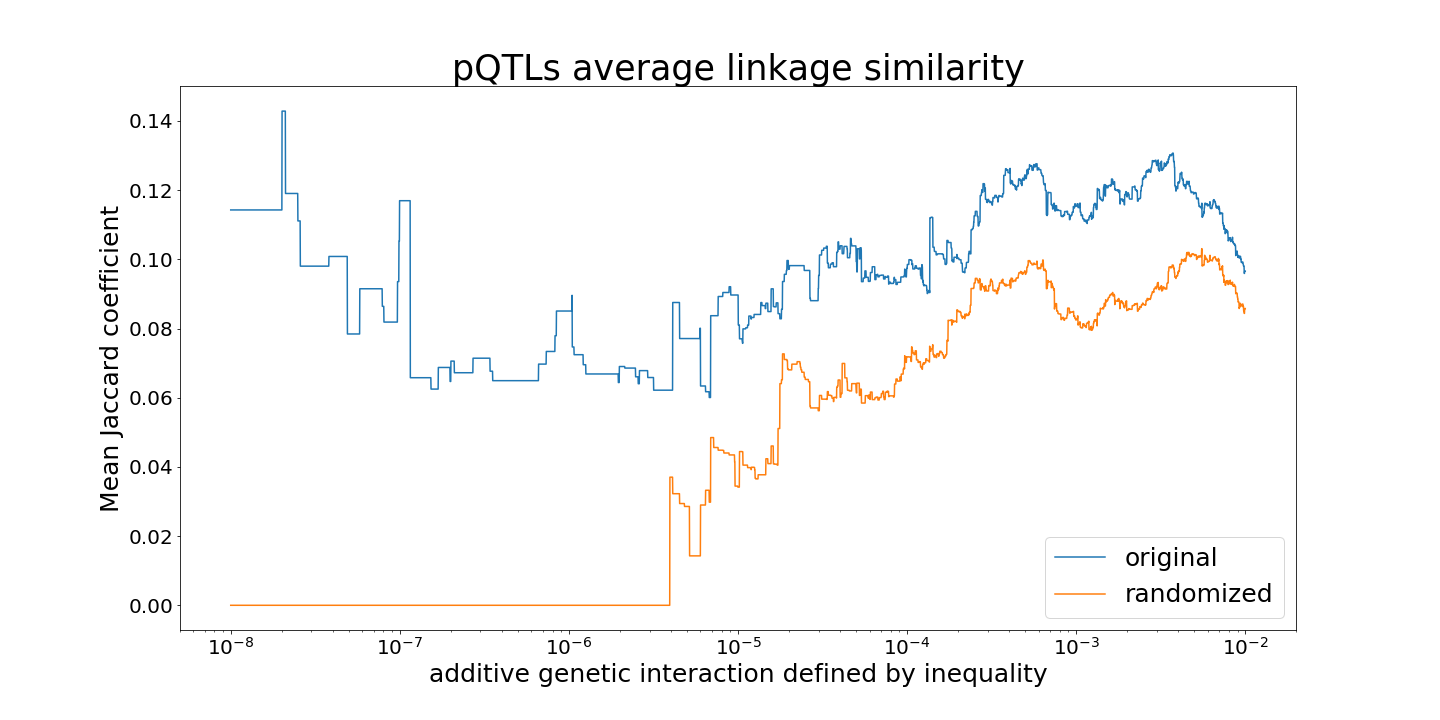 pQTLs average linkage similarity
Mean Jaccard coefficient
0.14
0.12
0.10
0.08
0.06
0.04
0.02
0.00
10⁻⁸ 10⁻⁷ 10⁻⁶ 10⁻⁵ 10⁻⁴ 10⁻³ 10⁻²
additive genetic interaction defined by inequality
original
randomized